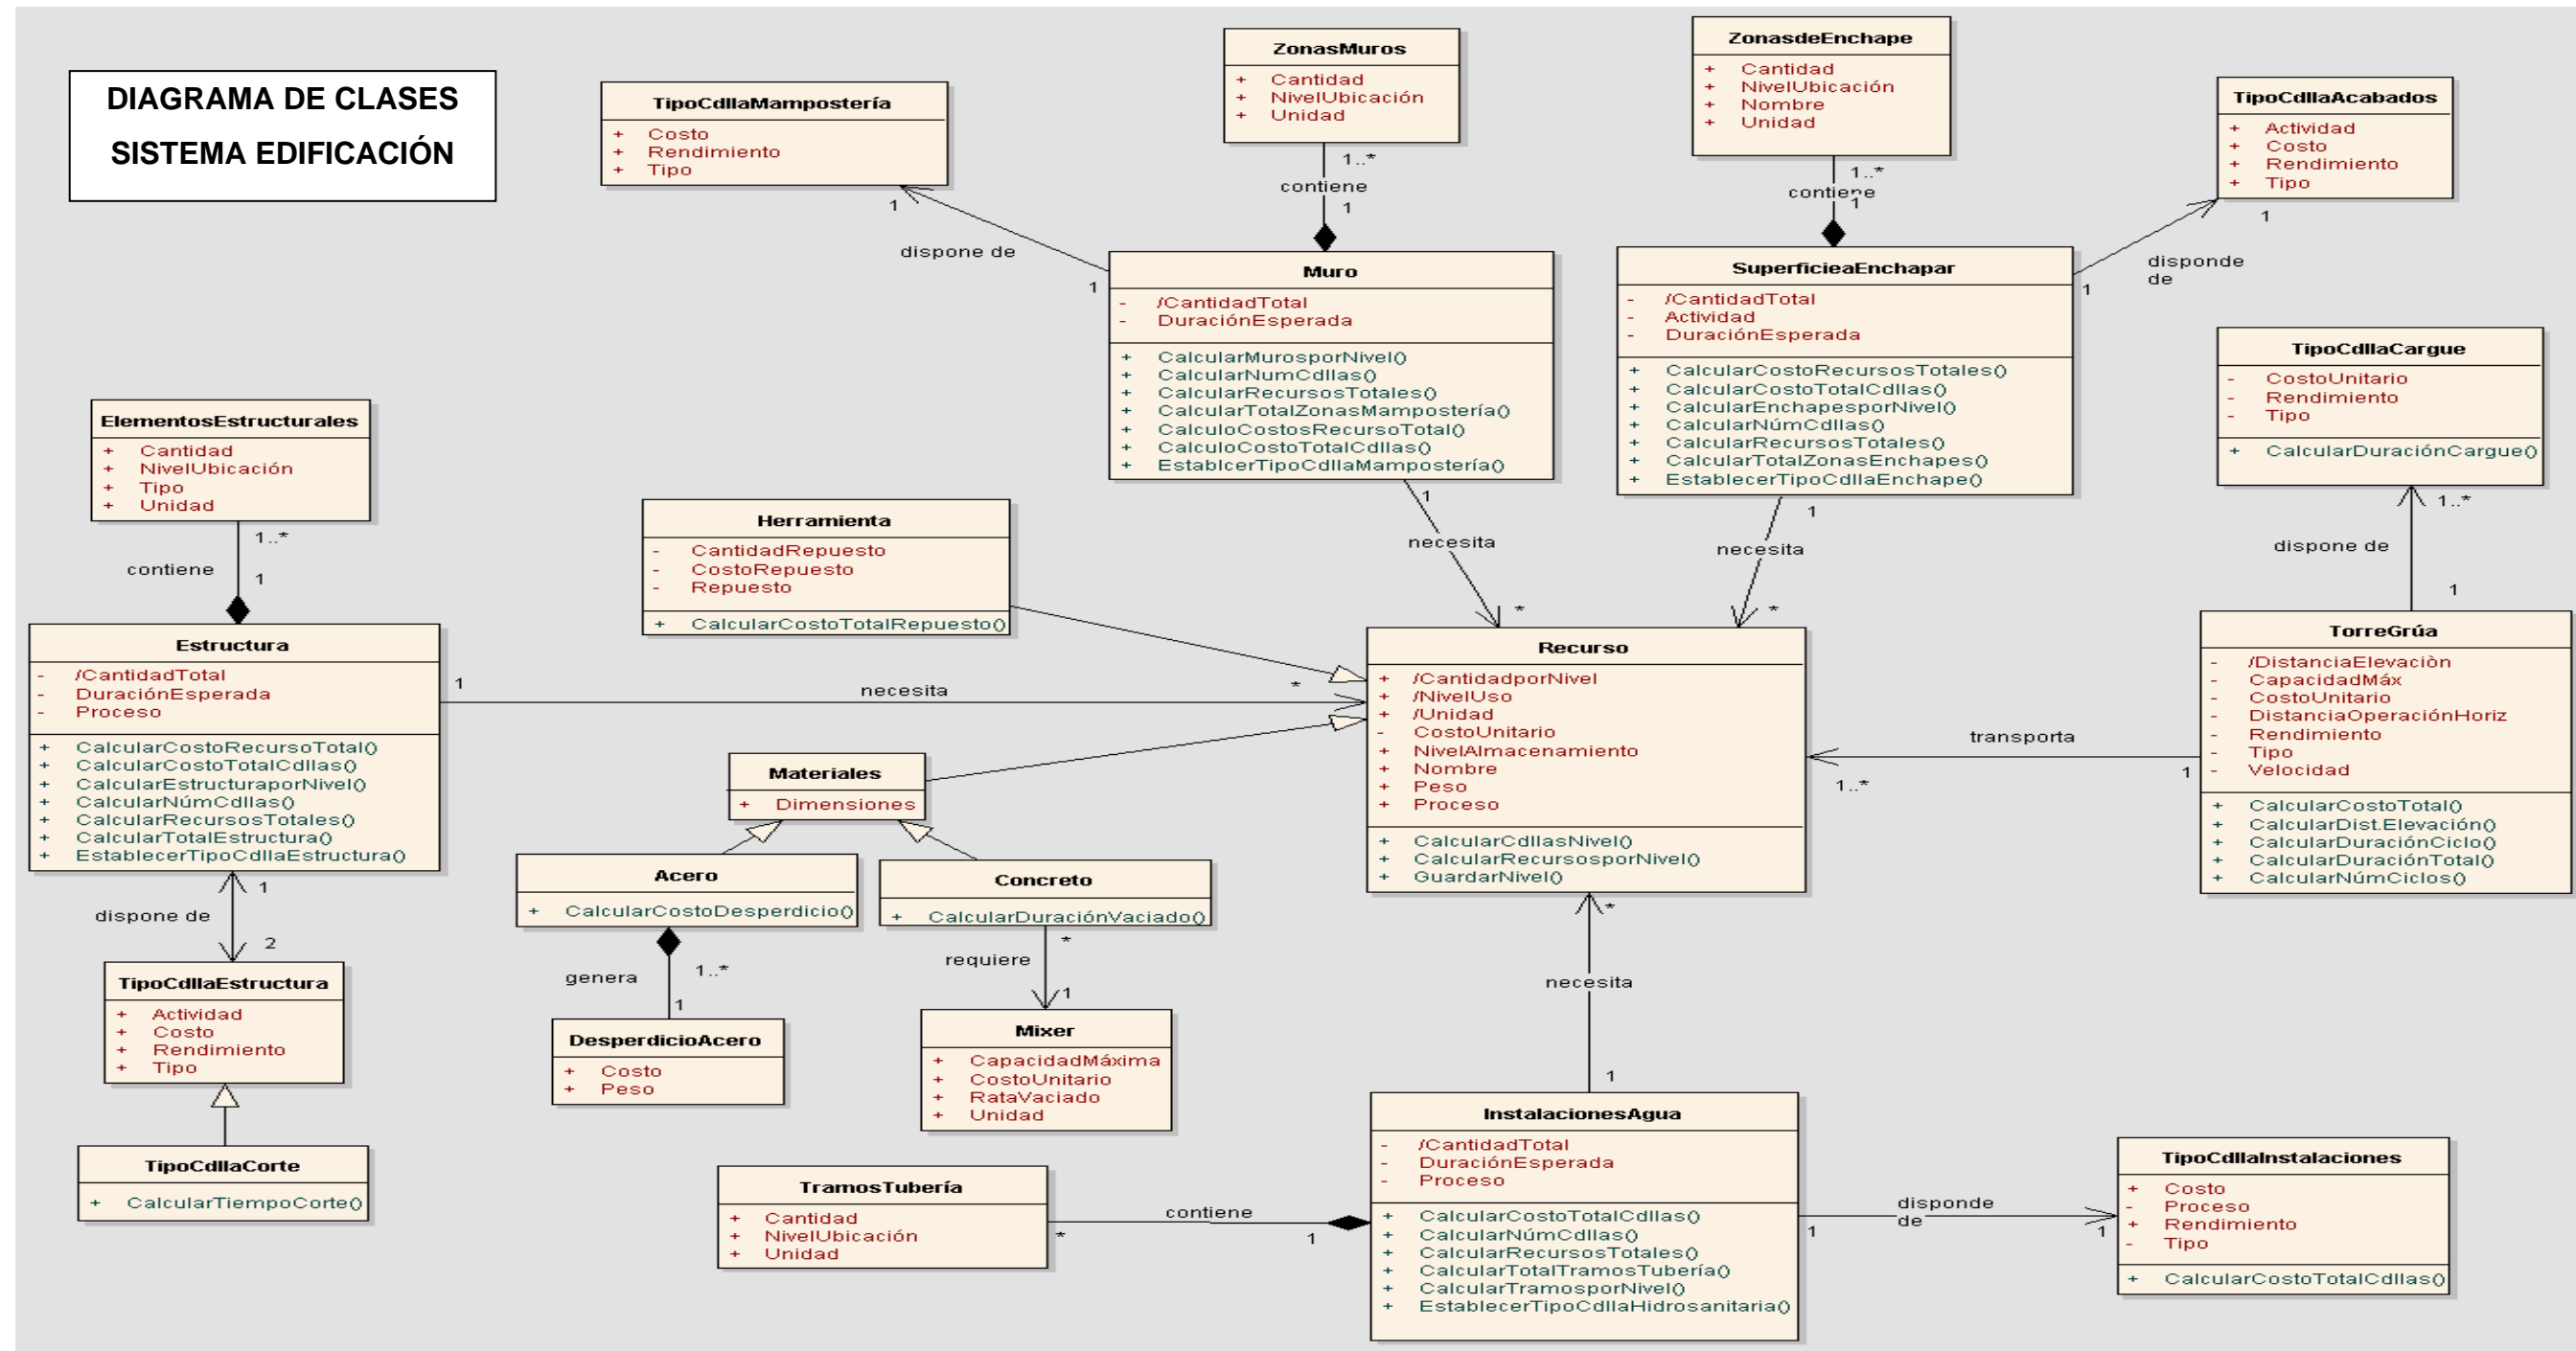 DIAGRAMA DE CLASES
SISTEMA EDIFICACIÓN
TipoCdllaMampostería
+ Costo
+ Rendimiento
+ Tipo
ZonasMuros
+ Cantidad
+ NivelUbicación
+ Unidad
ZonasdeEnchape
+ Cantidad
+ NivelUbicación
+ Nombre
+ Unidad
TipoCdllaAcabados
+ Actividad
+ Costo
+ Rendimiento
+ Tipo
1
dispone de
1
1..*
contiene
1
1..*
contiene
1
1
disponde
de
1
Muro
- /CantidadTotal
- DuraciónEsperada
+ CalcularMurosporNivel()
+ CalcularNumCdllas()
+ CalcularRecursosTotales()
+ CalcularTotalZonasMampostería()
+ CalculoCostosRecursoTotal()
+ CalculoCostoTotalCdllas()
+ EstablcerTipoCdllaMampostería()
SuperficieaEnchapar
- /CantidadTotal
- Actividad
- DuraciónEsperada
+ CalcularCostoRecursosTotales()
+ CalcularCostoTotalCdllas()
+ CalcularEnchapesporNivel()
+ CalcularNúmCdllas()
+ CalcularRecursosTotales()
+ CalcularTotalZonasEnchapes()
+ EstablecerTipoCdllaEnchape()
TipoCdllaCargue
- CostoUnitario
- Rendimiento
- Tipo
+ CalcularDuraciónCargue()
ElementosEstructurales
+ Cantidad
+ NivelUbicación
+ Tipo
+ Unidad
1..*
contiene
1
Herramienta
- CantidadRepuesto
- CostoRepuesto
- Repuesto
+ CalcularCostoTotalRepuesto()
1
necesita
*
1
necesita
*
1..*
dispone de
1
Estructura
- /CantidadTotal
- DuraciónEsperada
- Proceso
+ CalcularCostoRecursoTotal()
+ CalcularCostoTotalCdllas()
+ CalcularEstructuraporNivel()
+ CalcularNúmCdllas()
+ CalcularRecursosTotales()
+ CalcularTotalEstructura()
+ EstablecerTipoCdllaEstructura()
1
necesita
*
Recurso
+ /CantidadporNivel
+ /NivelUso
+ /Unidad
- CostoUnitario
+ NivelAlmacenamiento
+ Nombre
+ Peso
+ Proceso
+ CalcularCdllasNivel()
+ CalcularRecursosporNivel()
+ GuardarNivel()
transporta
1..*
1
TorreGrúa
- /DistanciaElevaciòn
- CapacidadMáx
- CostoUnitario
- DistanciaOperaciónHoriz
- Rendimiento
- Tipo
- Velocidad
+ CalcularCostoTotal()
+ CalcularDist.Elevación()
+ CalcularDuraciónCiclo()
+ CalcularDuraciónTotal()
+ CalcularNúmCiclos()
Materiales
+ Dimensiones
Acero
+ CalcularCostoDesperdicio()
Concreto
+ CalcularDuraciónVaciado()
1
dispone de
2
genera
1..*
1
*
requiere
1
*
necesita
1
TipoCdllaEstructura
+ Actividad
+ Costo
+ Rendimiento
+ Tipo
DesperdicioAcero
+ Costo
+ Peso
Mixer
+ CapacidadMáxima
+ CostoUnitario
+ RataVaciado
+ Unidad
TipoCdllaCorte
+ CalcularTiempoCorte()
TramosTubería
+ Cantidad
+ NivelUbicación
+ Unidad
contiene
*
1
InstalacionesAgua
- /CantidadTotal
- DuraciónEsperada
- Proceso
+ CalcularCostoTotalCdllas()
+ CalcularNúmCdllas()
+ CalcularRecursosTotales()
+ CalcularTotalTramosTubería()
+ CalcularTramosporNivel()
+ EstablecerTipoCdllaHidrosanitaria()
disponde
de
1
1
TipoCdllaInstalaciones
+ Costo
- Proceso
+ Rendimiento
- Tipo
+ CalcularCostoTotalCdllas()